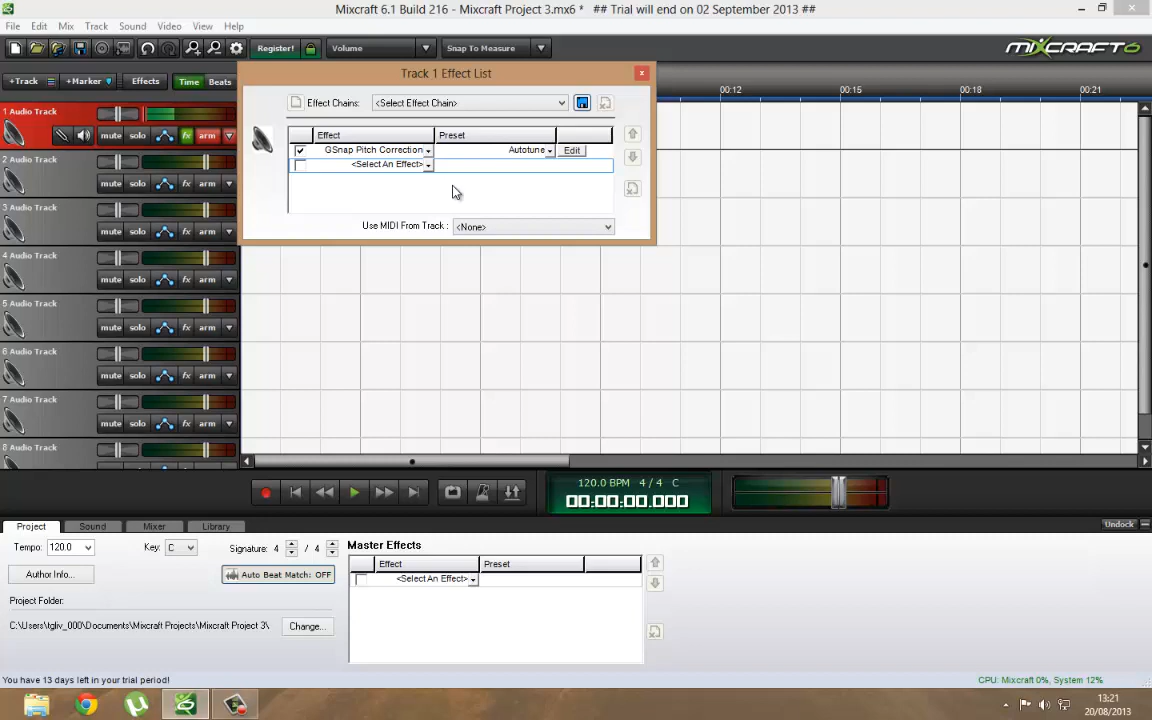 Mixcraft 6.1 Build 216 - Mixcraft Project 3.mx6 * ## Trial will end on 02 September 2013 ##
File Edit Mix Track Sound Video View Help
Register! Volume Snap To Measure MIXCRAFT6
+Track +Marker Effects Time Beats
Track 1 Effect List
00:12 00:15 00:18 00:21
Effect Chains: <Select Effect Chain>
Effect Preset
GSnap Pitch Correction Autotune Edit
<Select An Effect>
Use MIDI From Track : <None>
1 Audio Track
mute solo fx arm
2 Audio Track
mute solo fx arm
3 Audio Track
mute solo fx arm
4 Audio Track
mute solo fx arm
5 Audio Track
mute solo fx arm
6 Audio Track
mute solo fx arm
7 Audio Track
mute solo fx arm
8 Audio Track
120.0 BPM 4 / 4 C
00:00:00.000
Project Sound Mixer Library Undock
Tempo: 120.0 Key: C Signature: 4 / 4
Author Info... Auto Beat Match: OFF
Project Folder:
C:\Users\tgliv_000\Documents\Mixcraft Projects\Mixcraft Project 3\ Change...
Master Effects
Effect Preset
<Select An Effect>
You have 13 days left in your trial period! CPU: Mixcraft 0%, System 12%
13:21
20/08/2013